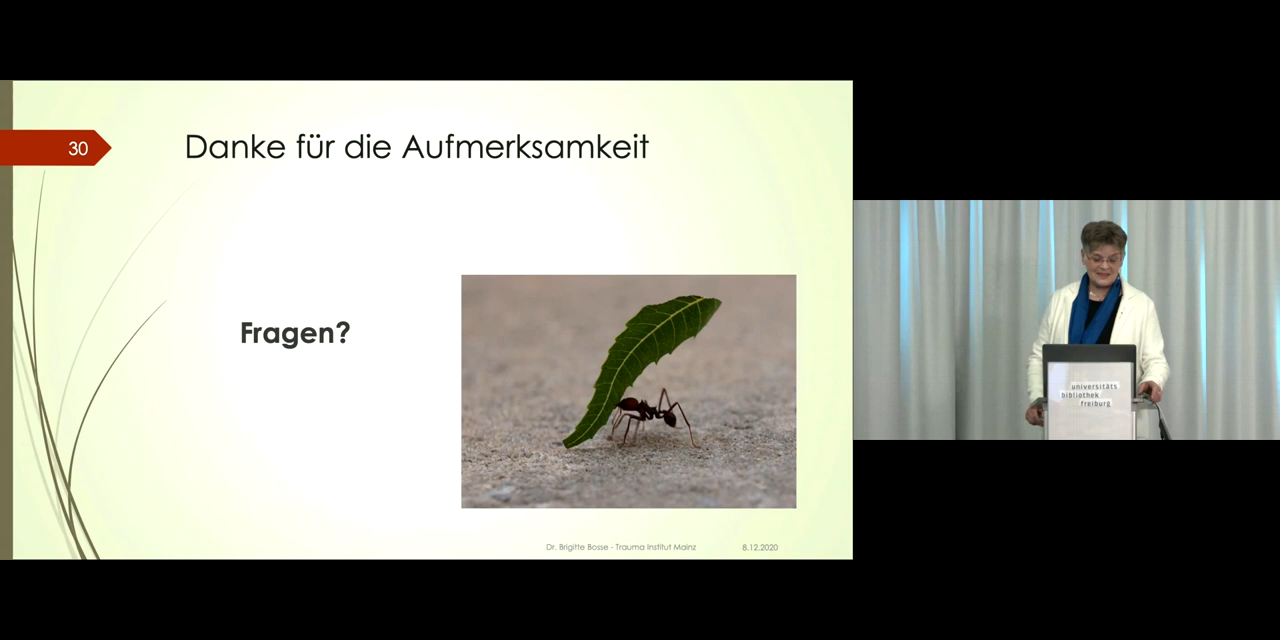 30
Danke für die Aufmerksamkeit
Fragen?
Dr. Brigitte Bosse - Trauma Institut Mainz
8.12.2020
universitäts
bibliothek
freiburg